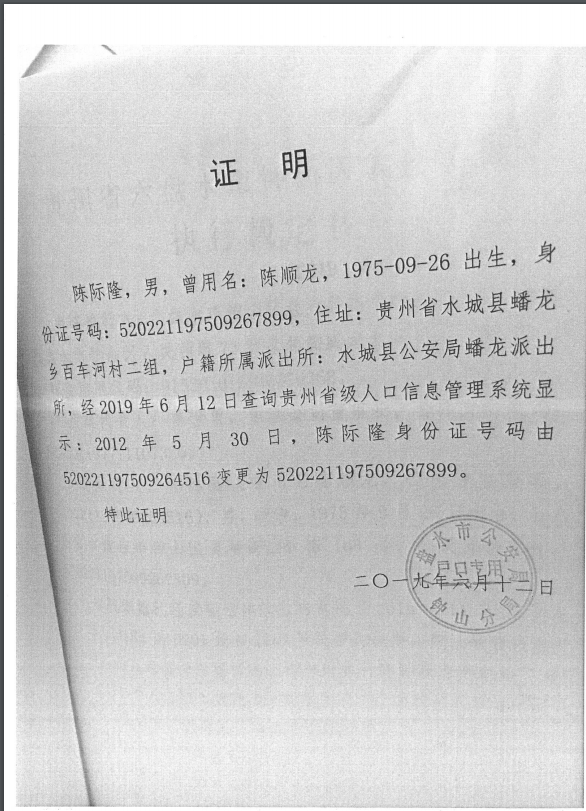 证 明
陈际隆，男，曾用名：陈顺龙，1975-09-26 出生，身
份证号码：520221197509267899，住址：贵州省水城县蟠龙
乡百车河村二组，户籍所属派出所：水城县公安局蟠龙派出
所，经2019年6月12日查询贵州省级人口信息管理系统显
示：2012 年 5 月 30 日，陈际隆身份证号码由
520221197509264516 变更为 520221197509267899。
特此证明
二〇一九年六月十二日
盘水市公安局
户口专用
钟山分局